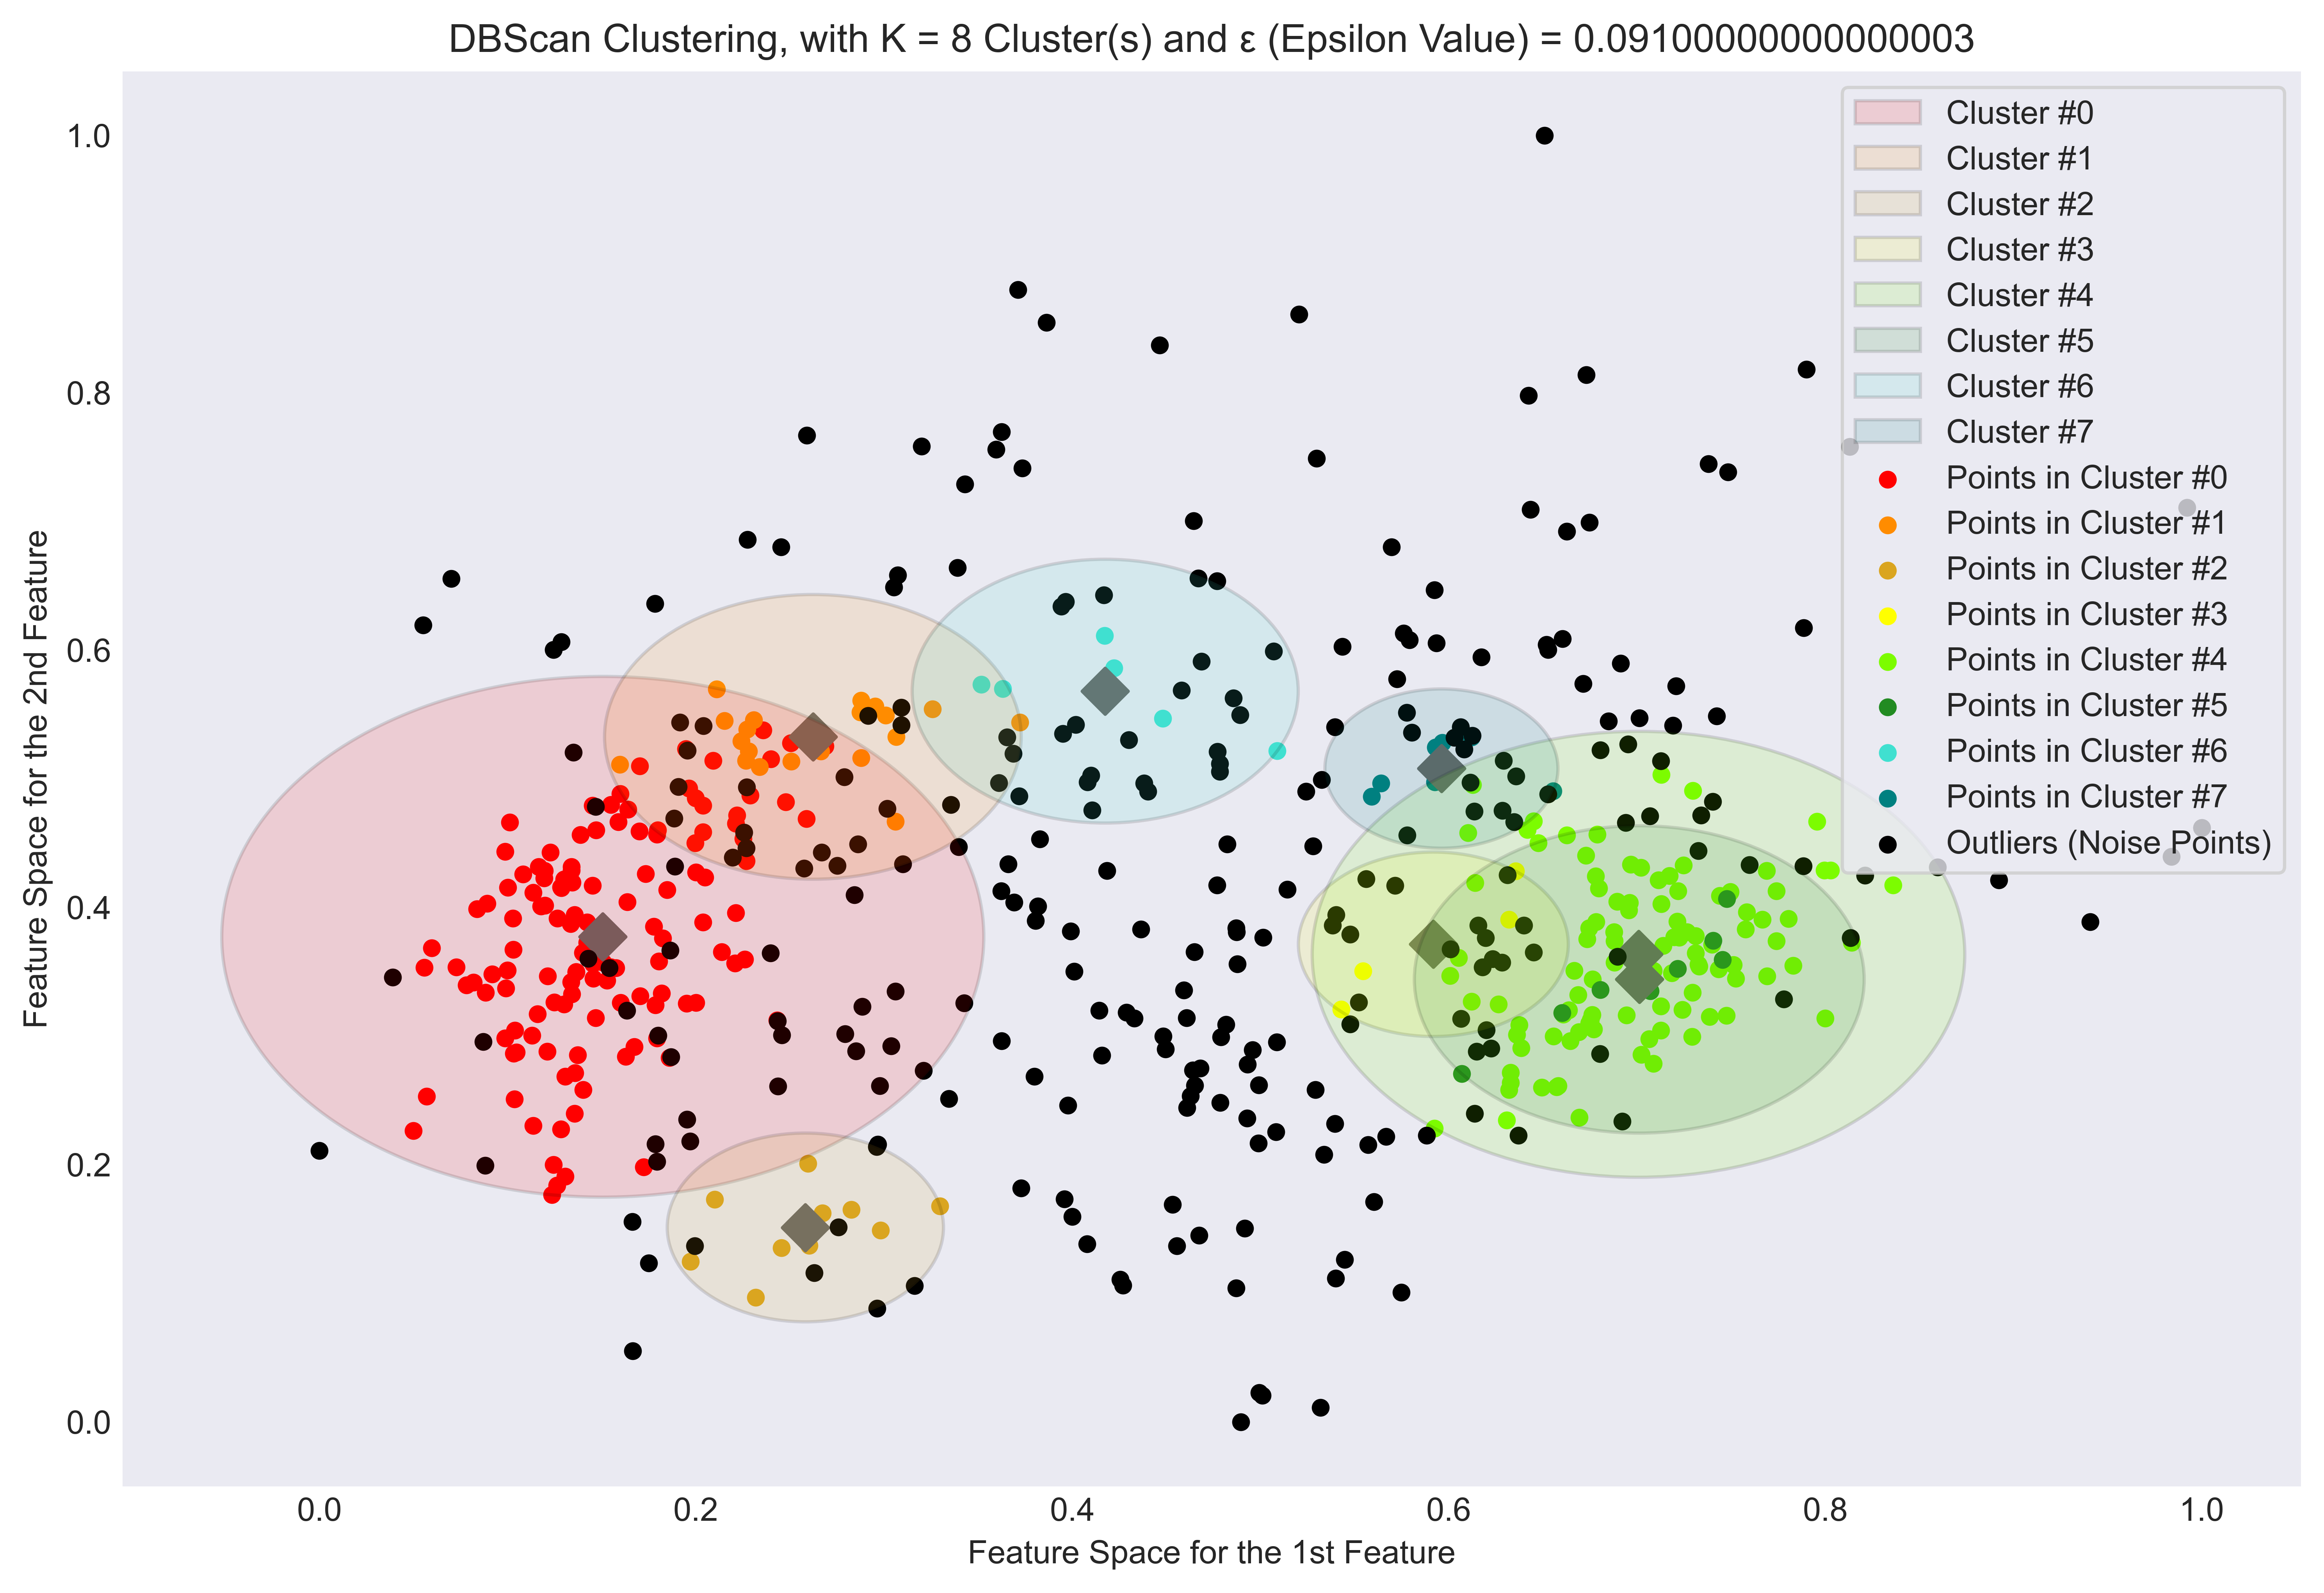 DBScan Clustering, with K = 8 Cluster(s) and ε (Epsilon Value) = 0.09100000000000003
Cluster #0
Cluster #1
Cluster #2
Cluster #3
Cluster #4
Cluster #5
Cluster #6
Cluster #7
Points in Cluster #0
Points in Cluster #1
Points in Cluster #2
Points in Cluster #3
Points in Cluster #4
Points in Cluster #5
Points in Cluster #6
Points in Cluster #7
Outliers (Noise Points)
Feature Space for the 2nd Feature
1.0
0.8
0.6
0.4
0.2
0.0
0.0 0.2 0.4 0.6 0.8 1.0
Feature Space for the 1st Feature